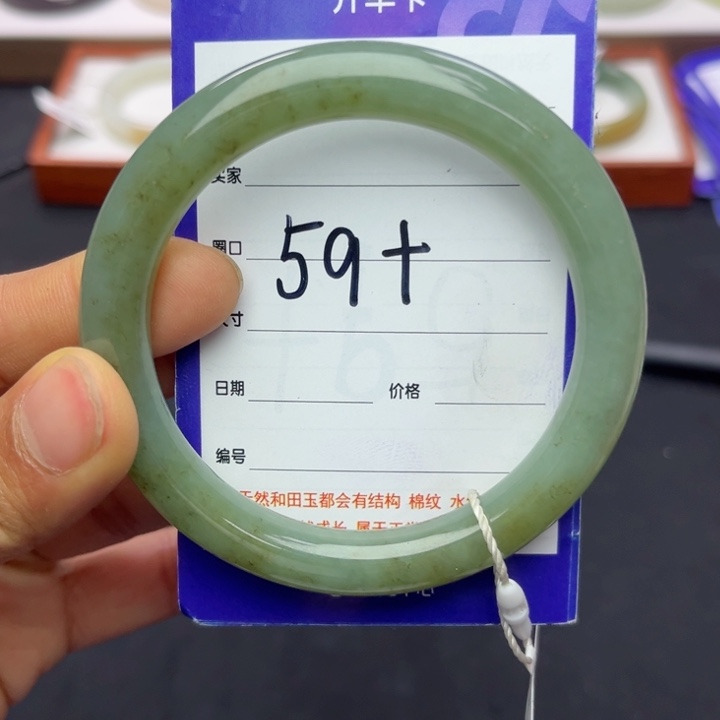 卖家
圈口 59+
尺寸
日期 价格
编号
天然和田玉都会有结构 棉纹